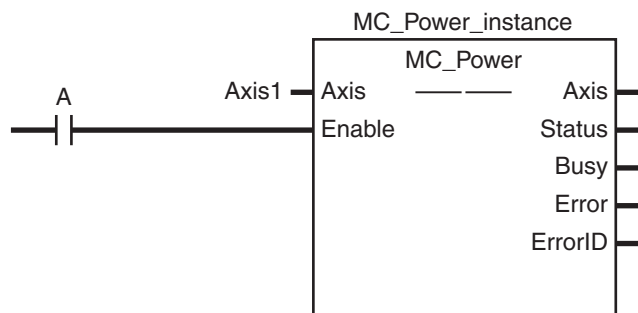 MC_Power_instance
MC_Power
A
Axis1 Axis Axis
Enable Status
Busy
Error
ErrorID